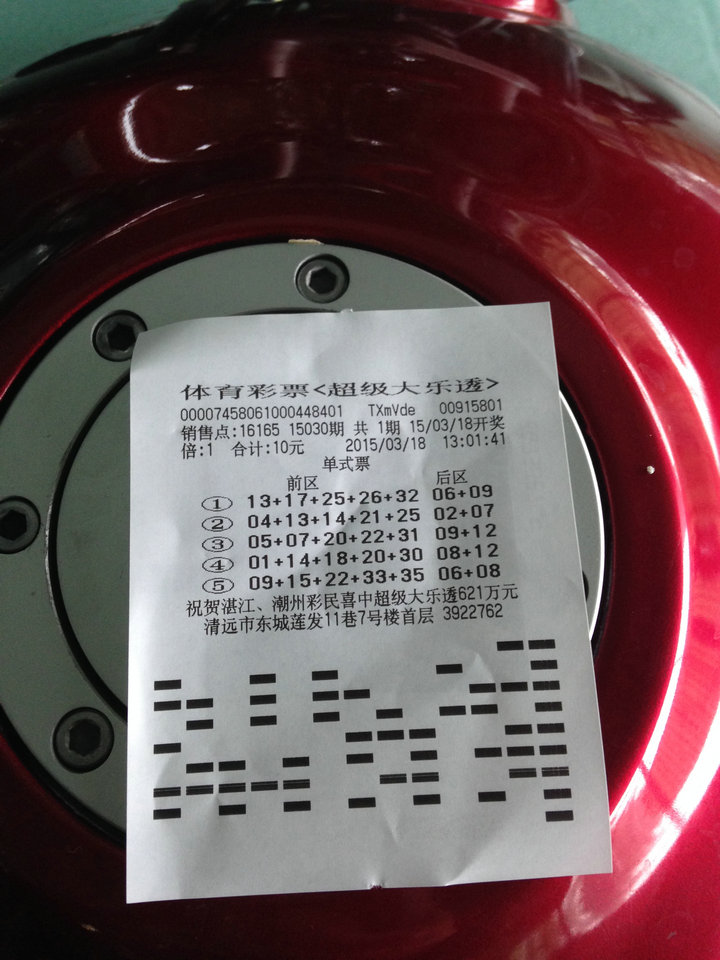 体育彩票<超级大乐透>
00007458061000448401 TXmVde 00915801
销售点:16165 15030期 共 1期 15/03/18开奖
倍:1 合计:10元 2015/03/18 13:01:41
单式票
前区 后区
① 13+17+25+26+32 06+09
② 04+13+14+21+25 02+07
③ 05+07+20+22+31 09+12
④ 01+14+18+20+30 08+12
⑤ 09+15+22+33+35 06+08
祝贺湛江、潮州彩民喜中超级大乐透621万元
清远市东城莲发11巷7号楼首层 3922762